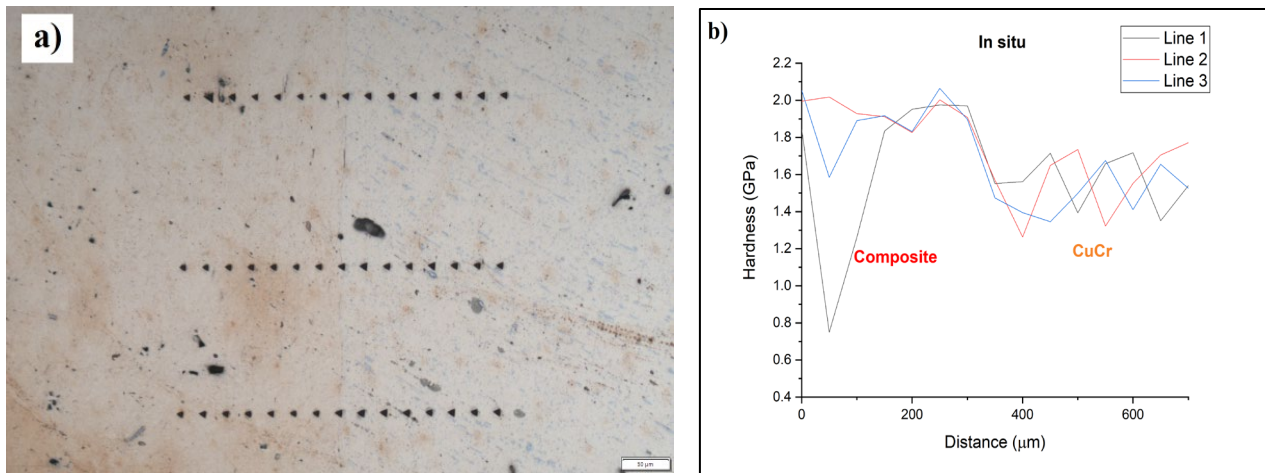 a)
50 µm
b)
In situ
Line 1
Line 2
Line 3
2.2
2.0
1.8
1.6
1.4
1.2
1.0
0.8
0.6
0.4
Hardness (GPa)
Composite
CuCr
0
200
400
600
Distance (µm)